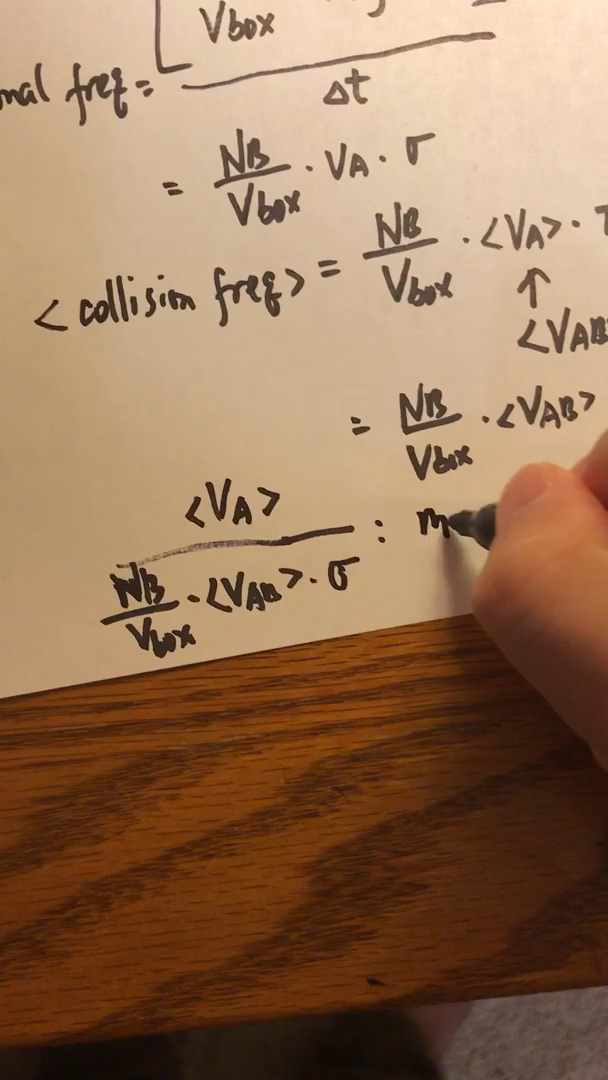 Vbox
freq =
Δt
= NB/Vbox · VA · σ
< collision freq > = NB/Vbox · <VA> ·
↑
<VAB
= NB/Vbox · <VAB>
<VA> / (NB/Vbox · <VAB> · σ) : m